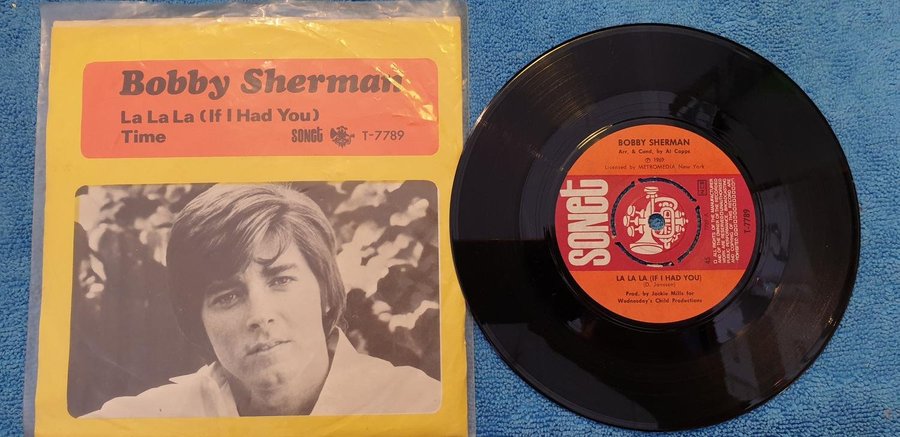 Bobby Sherman
La La La (If I Had You)
Time SONET T-7789
BOBBY SHERMAN
Arr. & Cond. by Al Capps
℗ 1969
Licensed by METROMEDIA New York
SONET
45
T-7789
LA LA LA (IF I HAD YOU)
(D. Janssen)
Prod. by Jackie Mills for
Wednesday's Child Productions